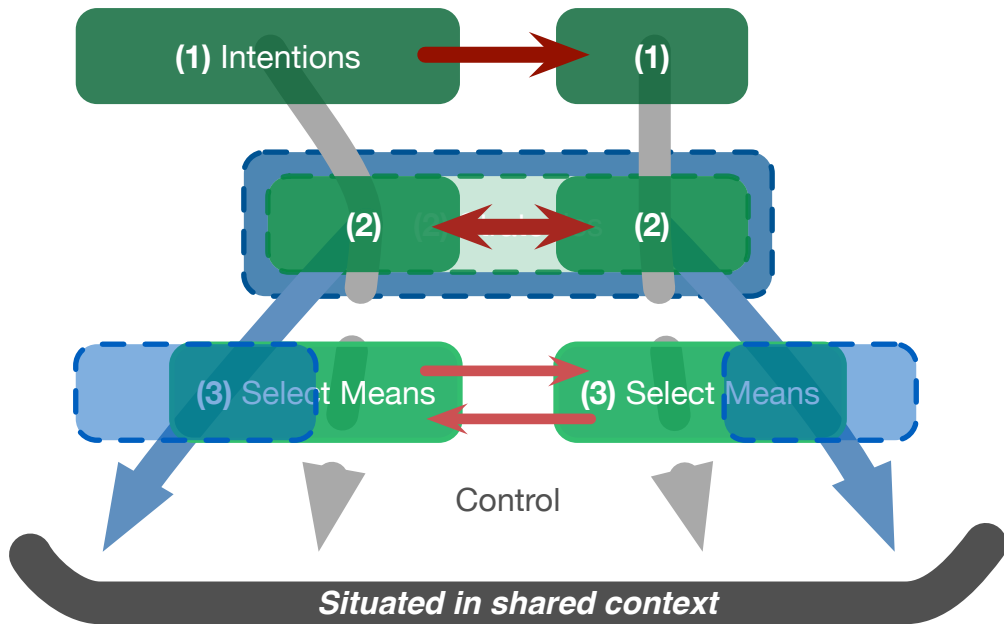 (1) Intentions
(1)
(2)
(2)
(3) Select Means
(3) Select Means
Control
Situated in shared context